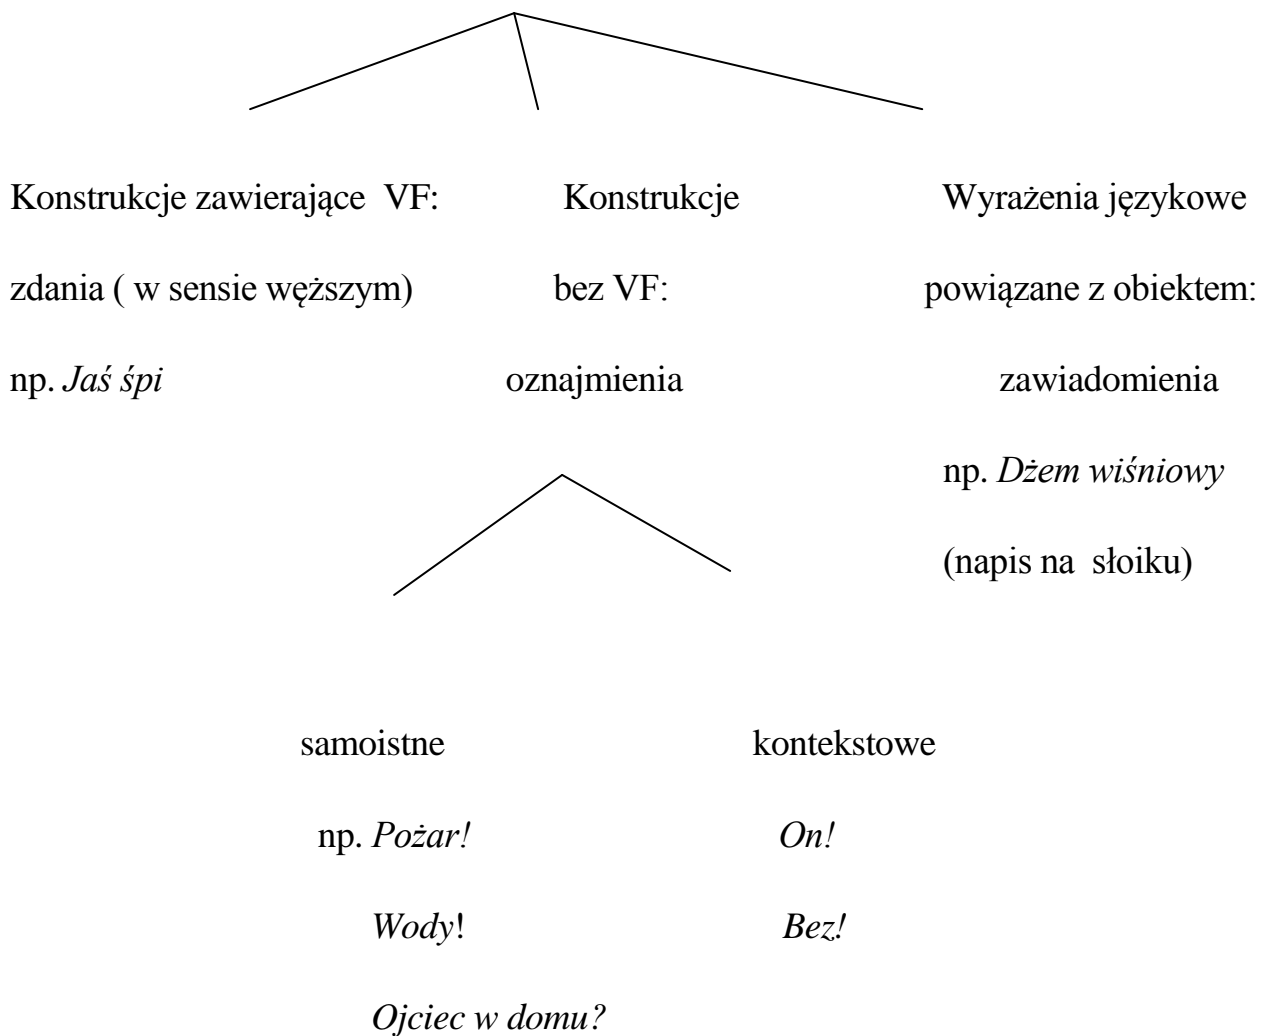 Konstrukcje zawierające VF: Konstrukcje Wyrażenia językowe
zdania ( w sensie węższym) bez VF: powiązane z obiektem:
np. Jaś śpi oznajmienia zawiadomienia
np. Dżem wiśniowy
(napis na słoiku)
samoistne kontekstowe
np. Pożar! On!
Wody! Bez!
Ojciec w domu?